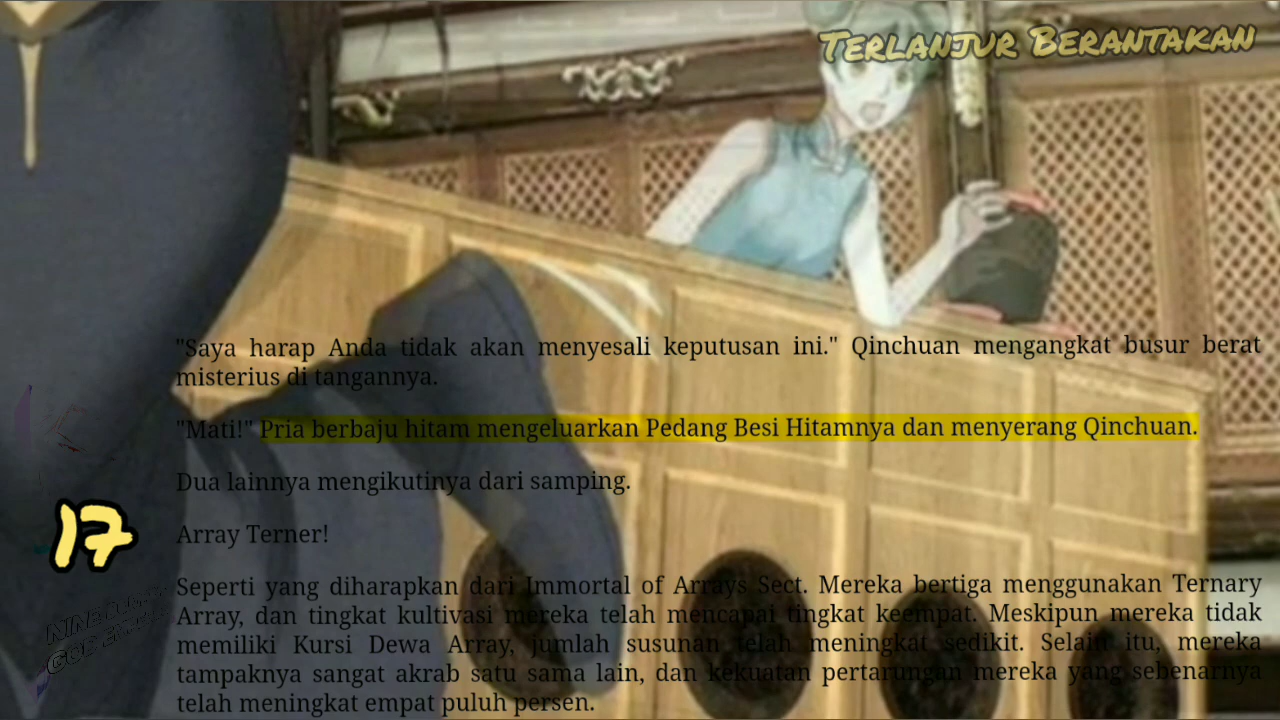 Terlanjur Berantakan
"Saya harap Anda tidak akan menyesali keputusan ini." Qinchuan mengangkat busur berat
misterius di tangannya.
"Mati!" Pria berbaju hitam mengeluarkan Pedang Besi Hitamnya dan menyerang Qinchuan.
Dua lainnya mengikutinya dari samping.
Array Terner!
17
Seperti yang diharapkan dari Immortal of Arrays Sect. Mereka bertiga menggunakan Ternary
Array, dan tingkat kultivasi mereka telah mencapai tingkat keempat. Meskipun mereka tidak
memiliki Kursi Dewa Array, jumlah susunan telah meningkat sedikit. Selain itu, mereka
tampaknya sangat akrab satu sama lain, dan kekuatan pertarungan mereka yang sebenarnya
telah meningkat empat puluh persen.